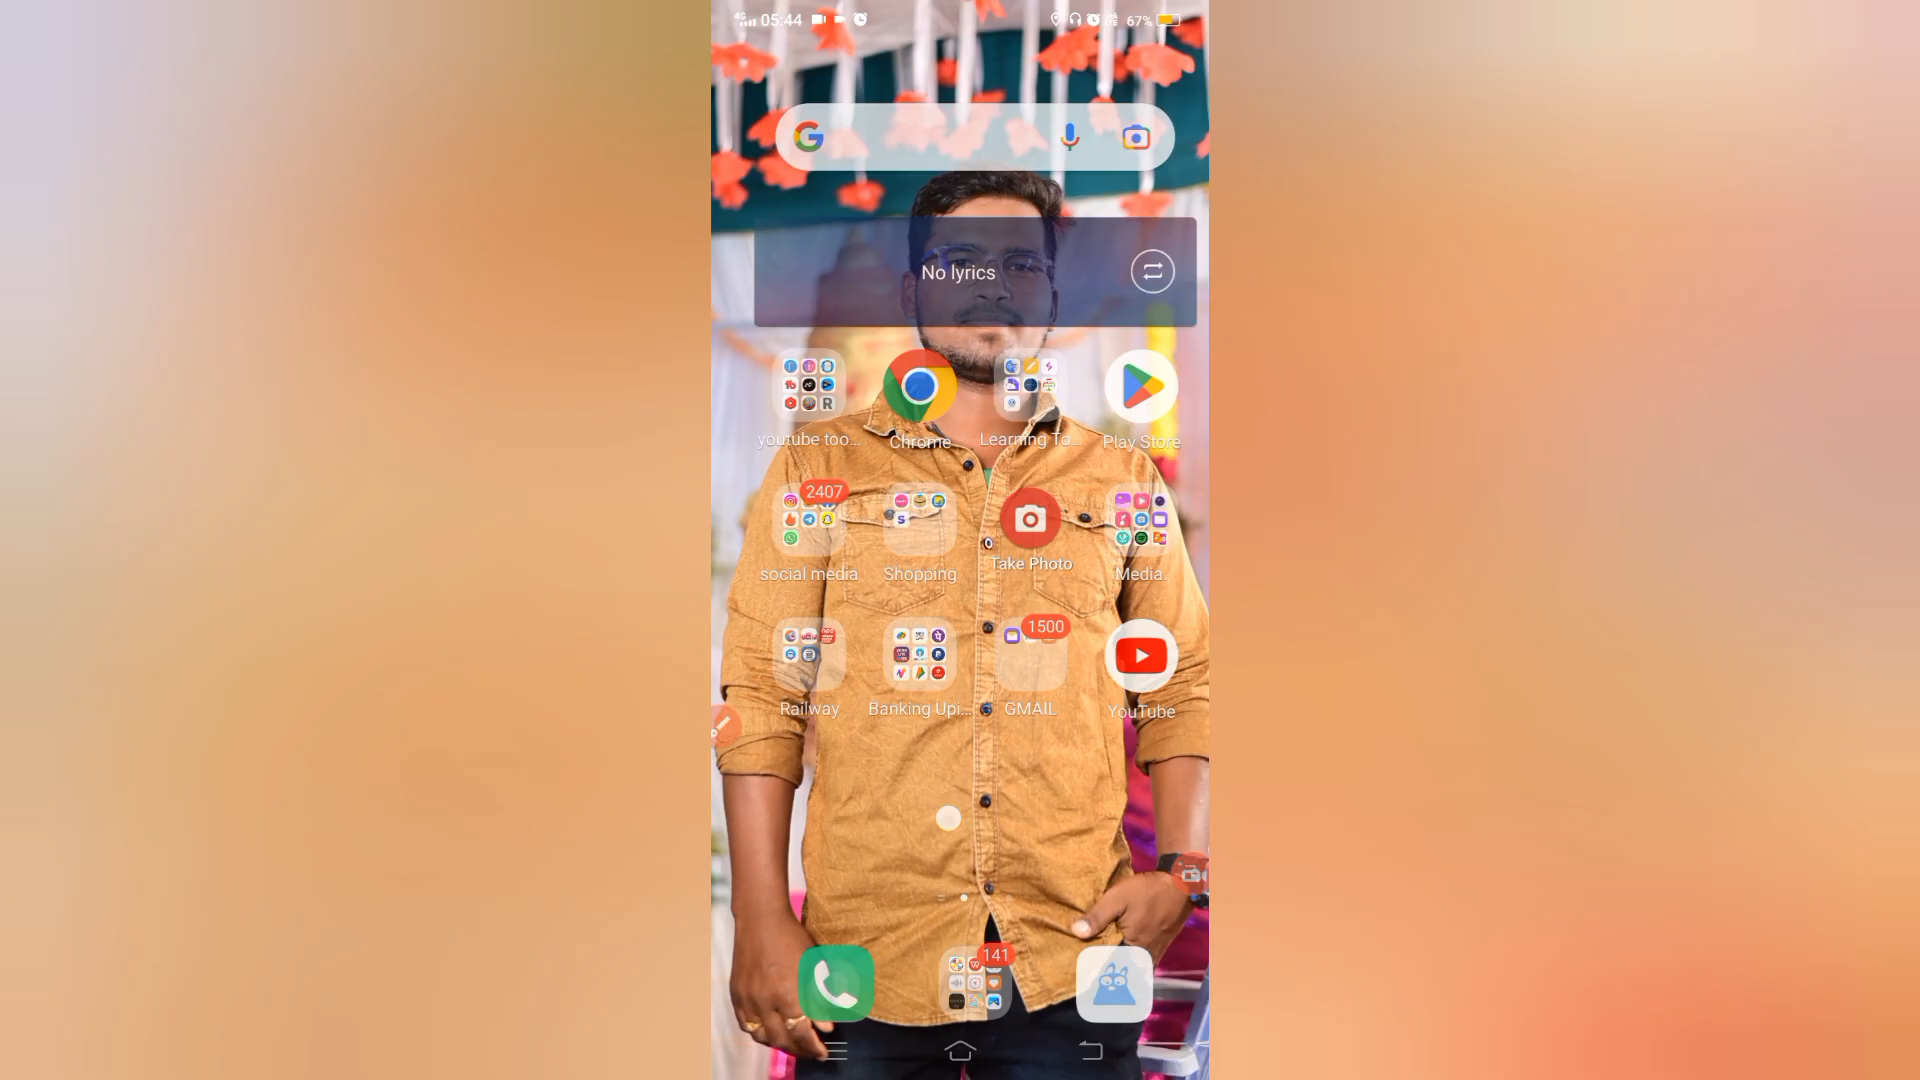 4G 05:44 67%
No lyrics
youtube too... Chrome Learning To... Play Store
2407
social media Shopping Take Photo Media.
1500
Railway Banking Upi... GMAIL YouTube
141